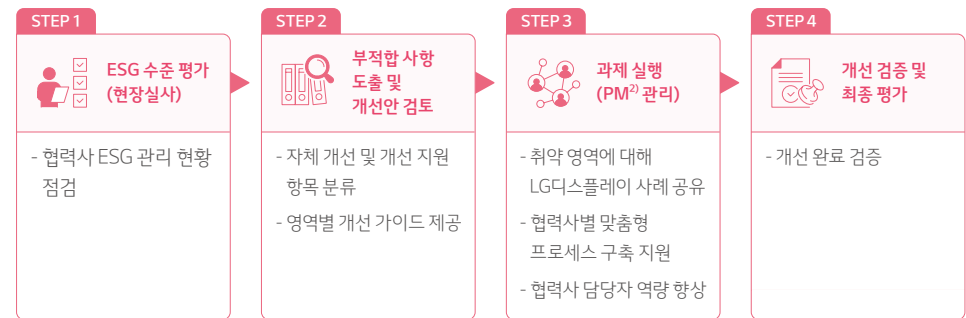 STEP 1
ESG 수준 평가
(현장실사)
- 협력사 ESG 관리 현황
점검
STEP 2
부적합 사항
도출 및
개선안 검토
- 자체 개선 및 개선 지원
항목 분류
- 영역별 개선 가이드 제공
STEP 3
과제 실행
(PM²⁾ 관리)
- 취약 영역에 대해
LG디스플레이 사례 공유
- 협력사별 맞춤형
프로세스 구축 지원
- 협력사 담당자 역량 향상
STEP 4
개선 검증 및
최종 평가
- 개선 완료 검증